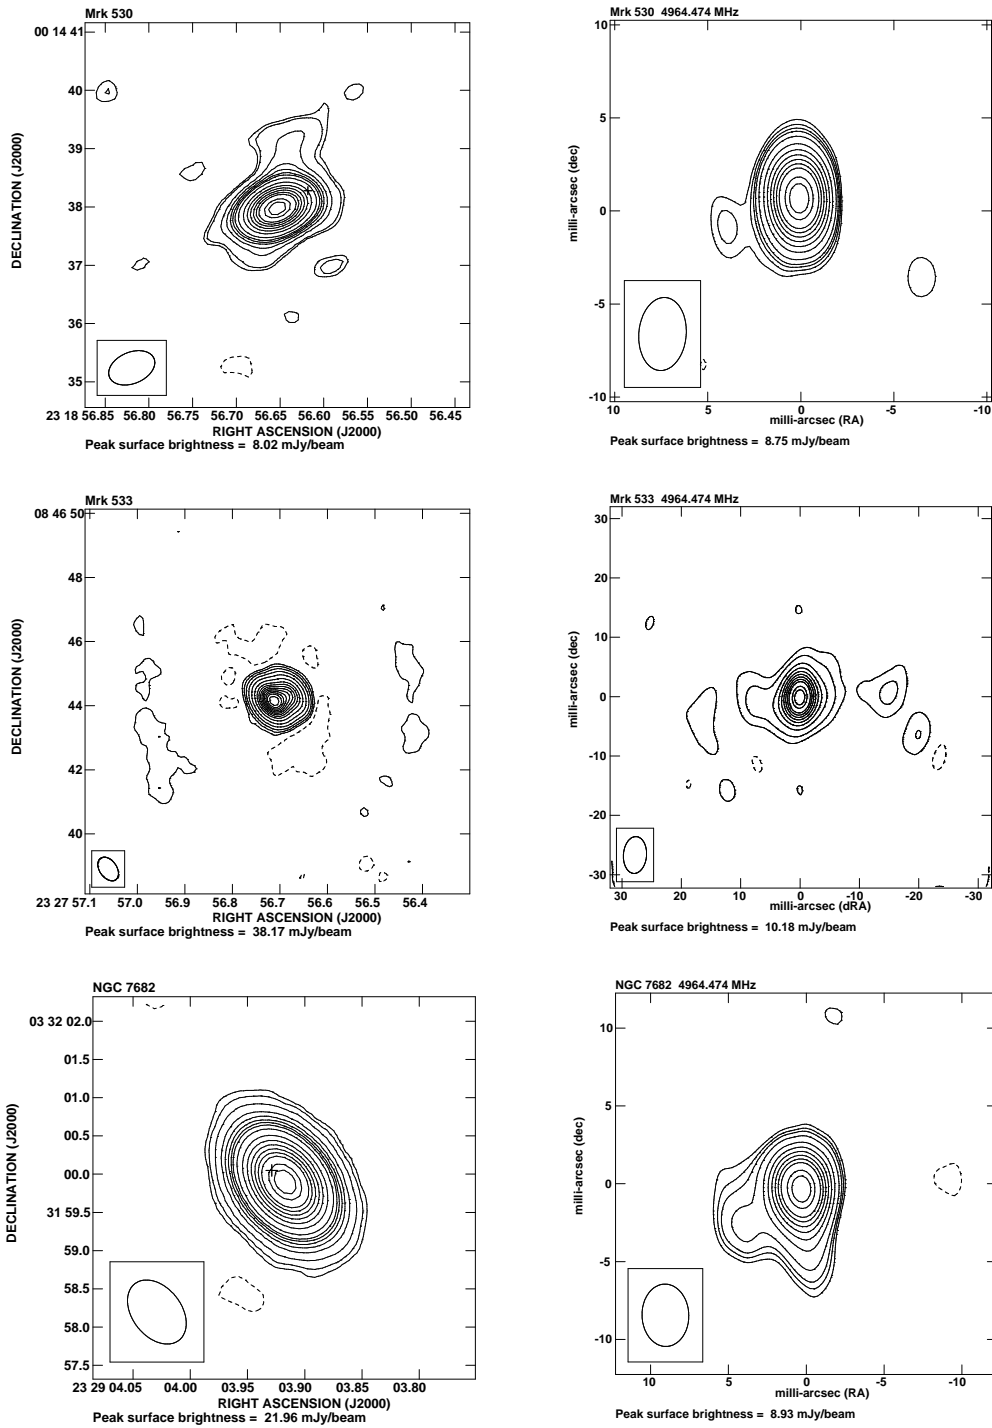 Mrk 530
00 14 41
40
39
38
37
36
35
DECLINATION (J2000)
23 18 56.85 56.80 56.75 56.70 56.65 56.60 56.55 56.50 56.45
RIGHT ASCENSION (J2000)
Peak surface brightness = 8.02 mJy/beam
Mrk 530 4964.474 MHz
10
5
0
-5
-10
milli-arcsec (dec)
10 5 0 -5 -10
milli-arcsec (RA)
Peak surface brightness = 8.75 mJy/beam
Mrk 533
08 46 50
48
46
44
42
40
DECLINATION (J2000)
23 27 57.1 57.0 56.9 56.8 56.7 56.6 56.5 56.4
RIGHT ASCENSION (J2000)
Peak surface brightness = 38.17 mJy/beam
Mrk 533 4964.474 MHz
30
20
10
0
-10
-20
-30
milli-arcsec (dec)
30 20 10 0 -10 -20 -30
milli-arcsec (dRA)
Peak surface brightness = 10.18 mJy/beam
NGC 7682
03 32 02.0
01.5
01.0
00.5
00.0
31 59.5
59.0
58.5
58.0
57.5
DECLINATION (J2000)
23 29 04.05 04.00 03.95 03.90 03.85 03.80
RIGHT ASCENSION (J2000)
Peak surface brightness = 21.96 mJy/beam
NGC 7682 4964.474 MHz
10
5
0
-5
-10
milli-arcsec (dec)
10 5 0 -5 -10
milli-arcsec (RA)
Peak surface brightness = 8.93 mJy/beam